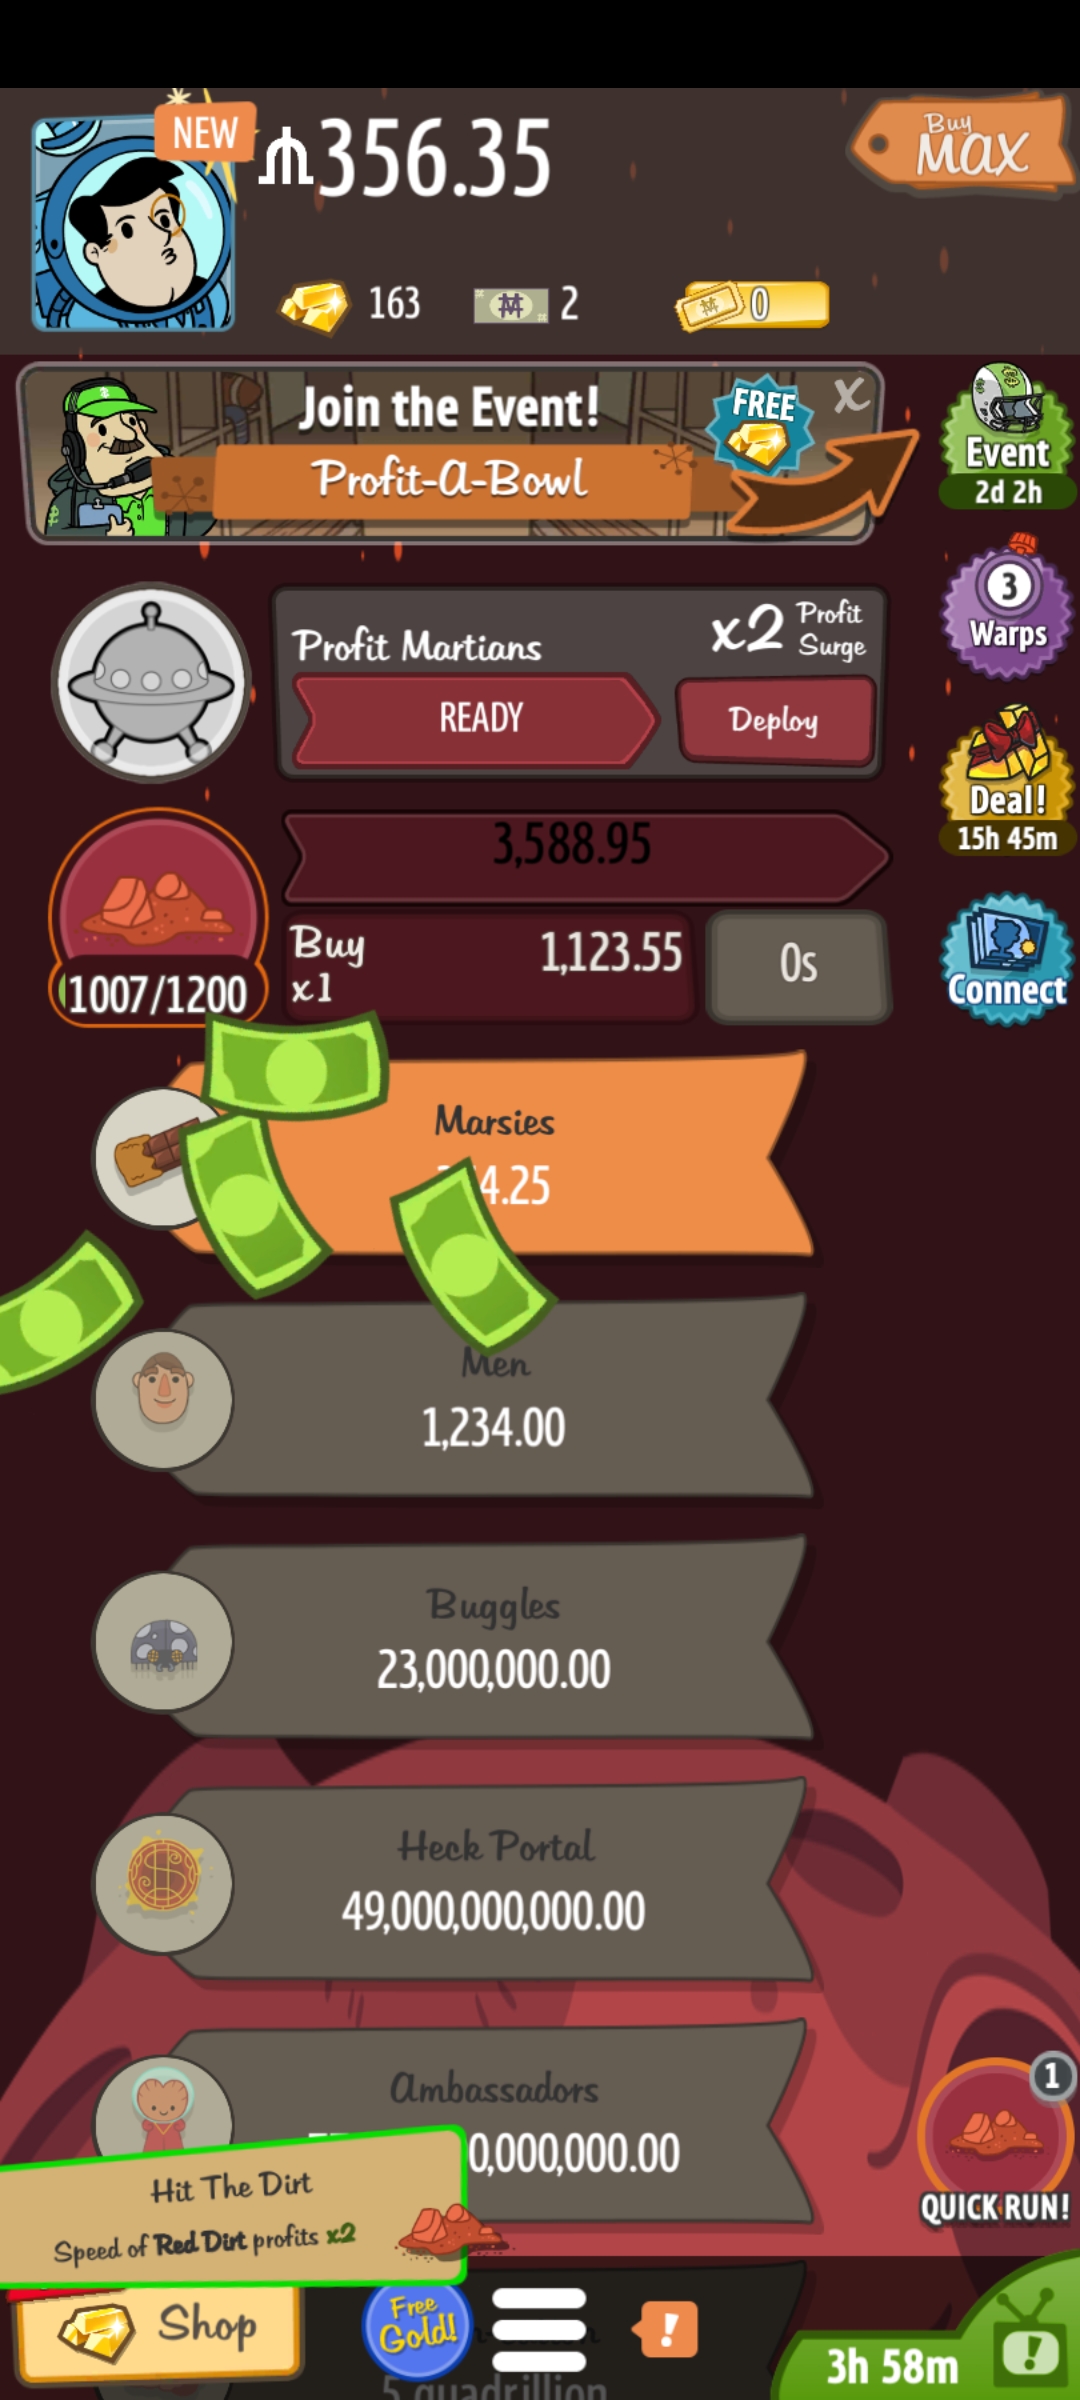 NEW
356.35
Buy
MAX
163
2
0
Join the Event!
FREE
X
Profit-A-Bowl
Event
2d 2h
3
Warps
Profit Martians
x2 Profit
Surge
READY
Deploy
Deal!
15h 45m
3,588.95
Buy
x1
1,123.55
0s
1007/1200
Connect
Marsies
4.25
Men
1,234.00
Buggles
23,000,000.00
Heck Portal
49,000,000,000.00
Ambassadors
0,000,000.00
1
QUICK RUN!
Hit The Dirt
Speed of Red Dirt profits x2
Shop
Free
Gold!
!
3h 58m
!
5 quadrillion